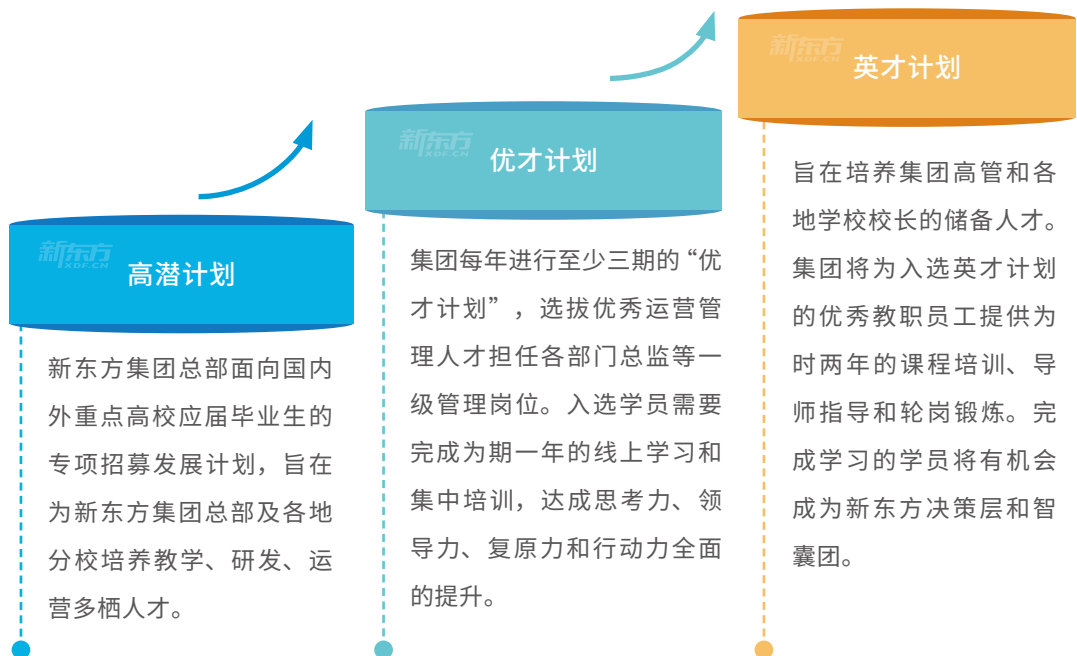 新东方
XDF.CN
高潜计划
新东方集团总部面向国内
外重点高校应届毕业生的
专项招募发展计划，旨在
为新东方集团总部及各地
分校培养教学、研发、运
营多栖人才。
新东方
XDF.CN
优才计划
集团每年进行至少三期的“优
才计划”，选拔优秀运营管
理人才担任各部门总监等一
级管理岗位。入选学员需要
完成为期一年的线上学习和
集中培训，达成思考力、领
导力、复原力和行动力全面
的提升。
新东方
XDF.CN
英才计划
旨在培养集团高管和各
地学校校长的储备人才。
集团将为入选英才计划
的优秀教职员工提供为
时两年的课程培训、导
师指导和轮岗锻炼。完
成学习的学员将有机会
成为新东方决策层和智
囊团。